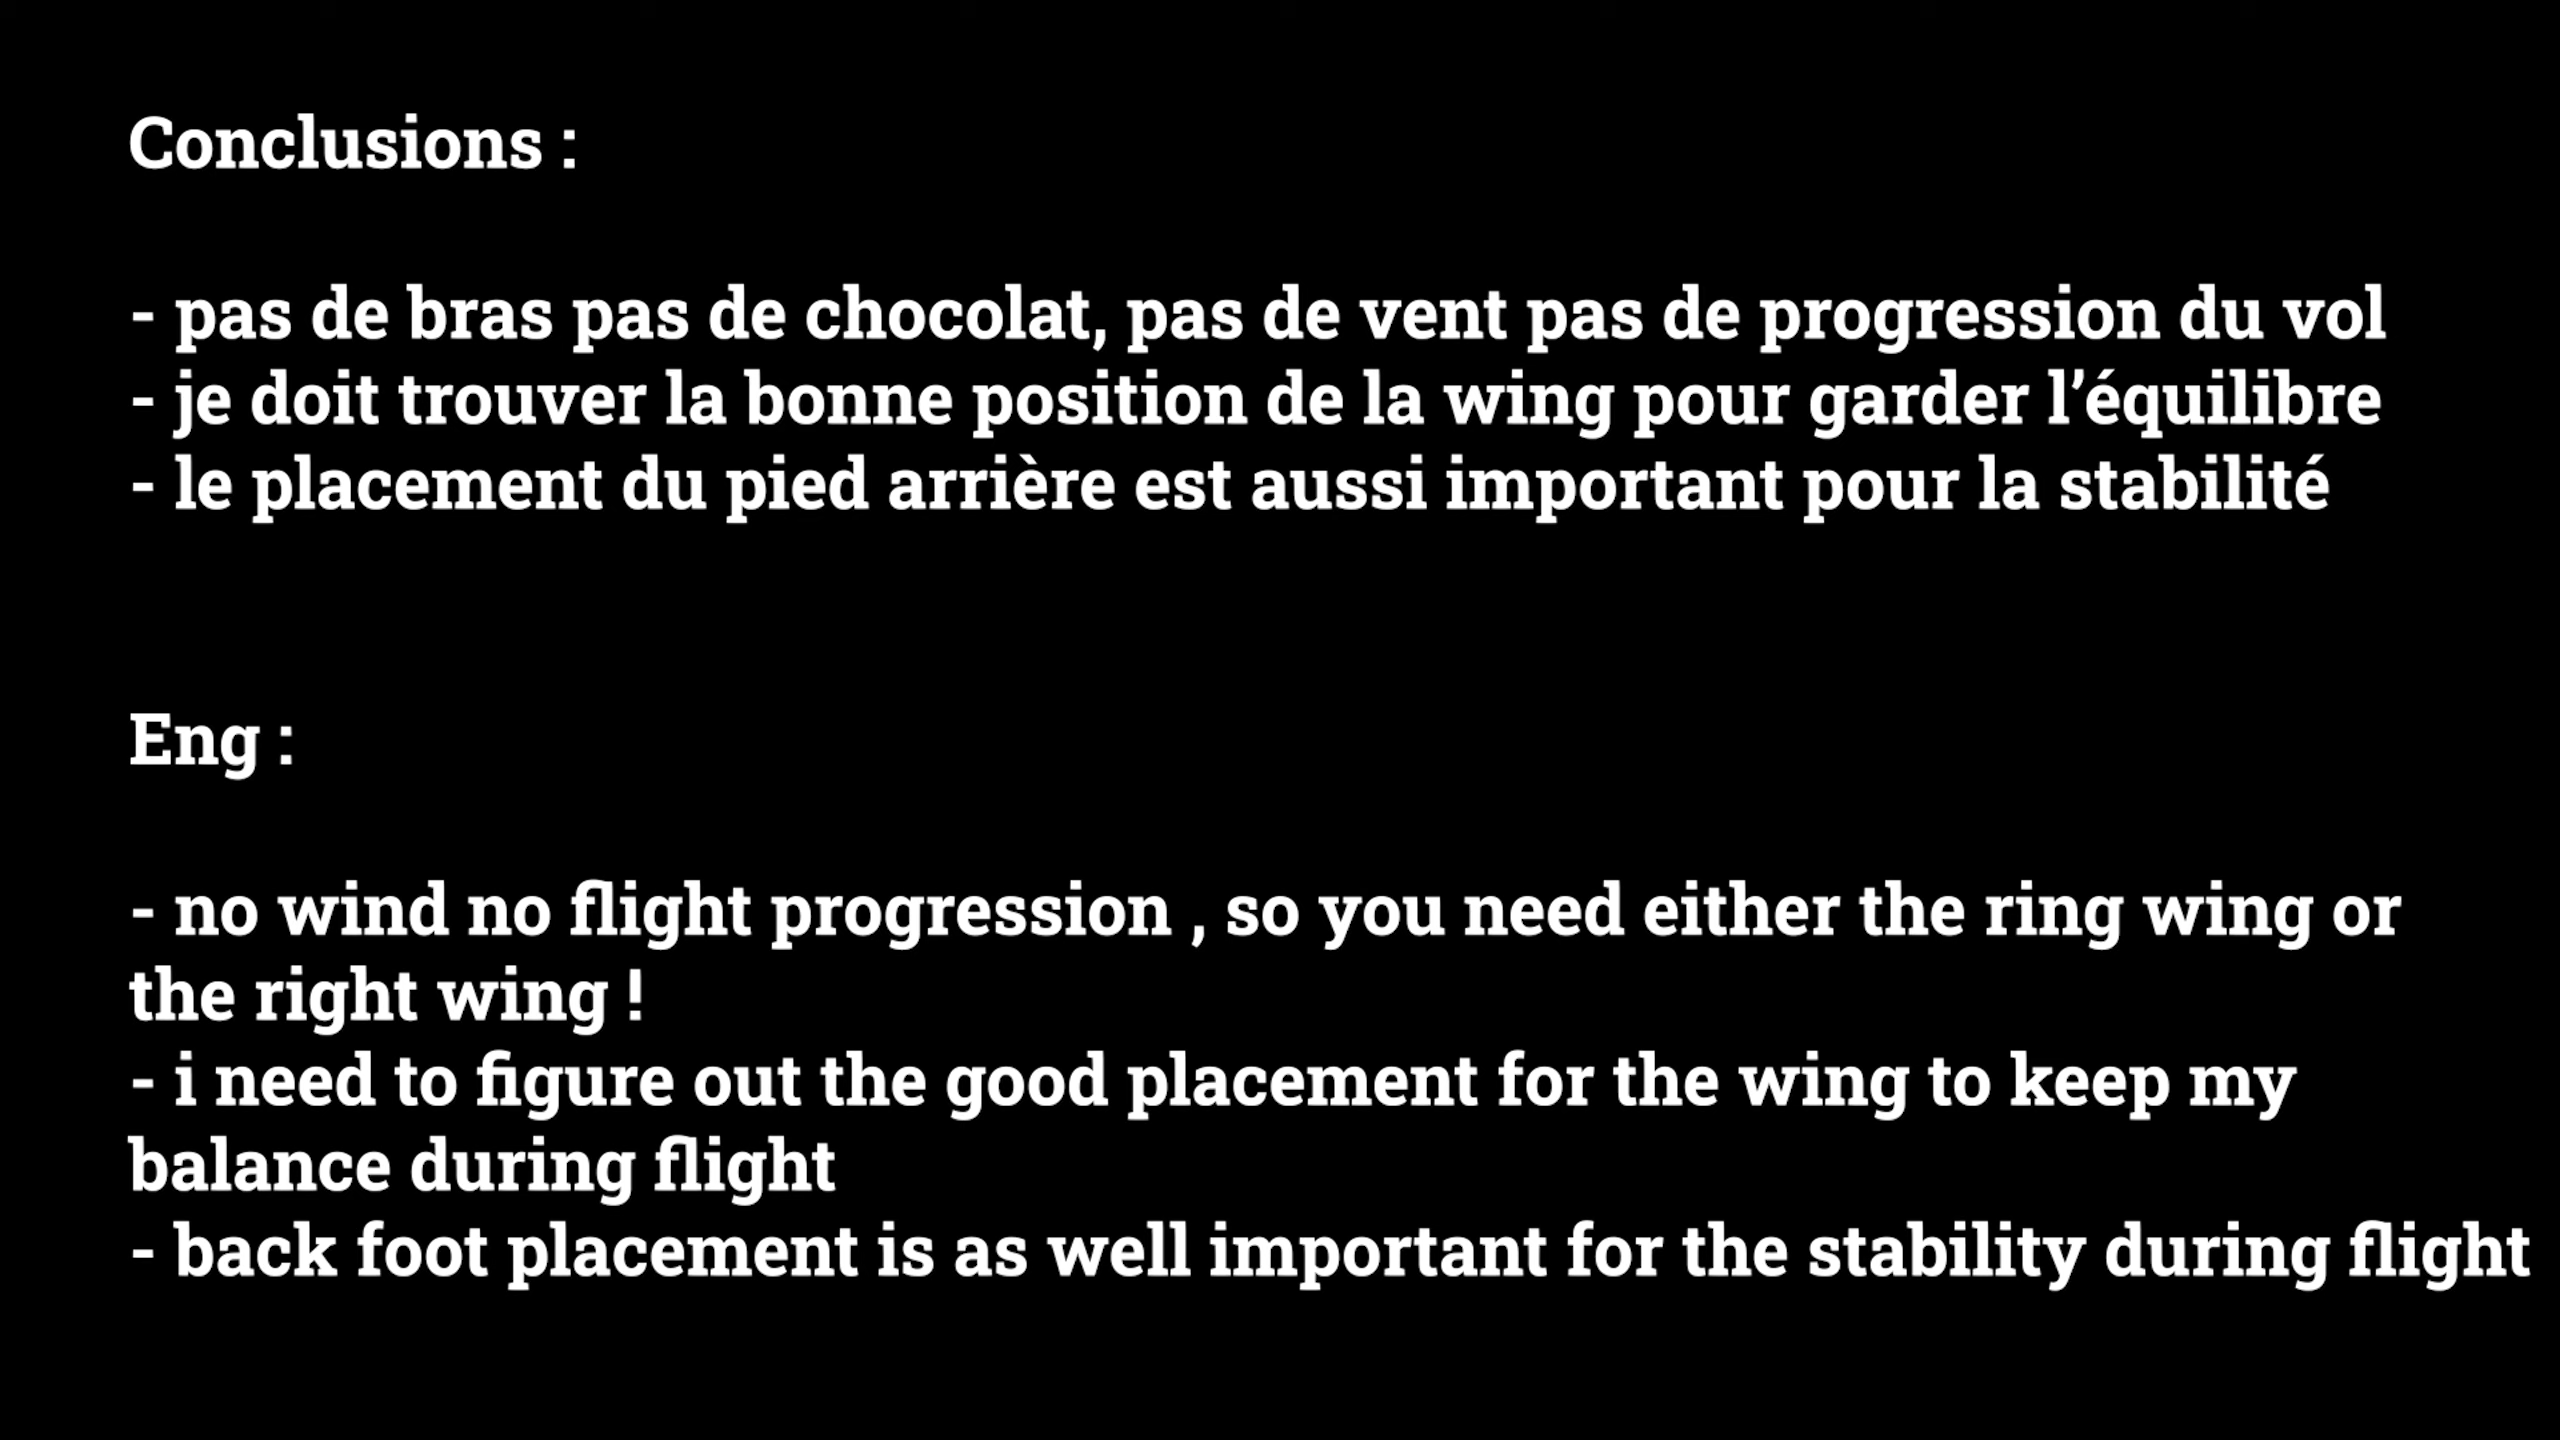 Conclusions :
- pas de bras pas de chocolat, pas de vent pas de progression du vol
- je doit trouver la bonne position de la wing pour garder l’équilibre
- le placement du pied arrière est aussi important pour la stabilité
Eng :
- no wind no flight progression , so you need either the ring wing or
the right wing !
- i need to figure out the good placement for the wing to keep my
balance during flight
- back foot placement is as well important for the stability during flight